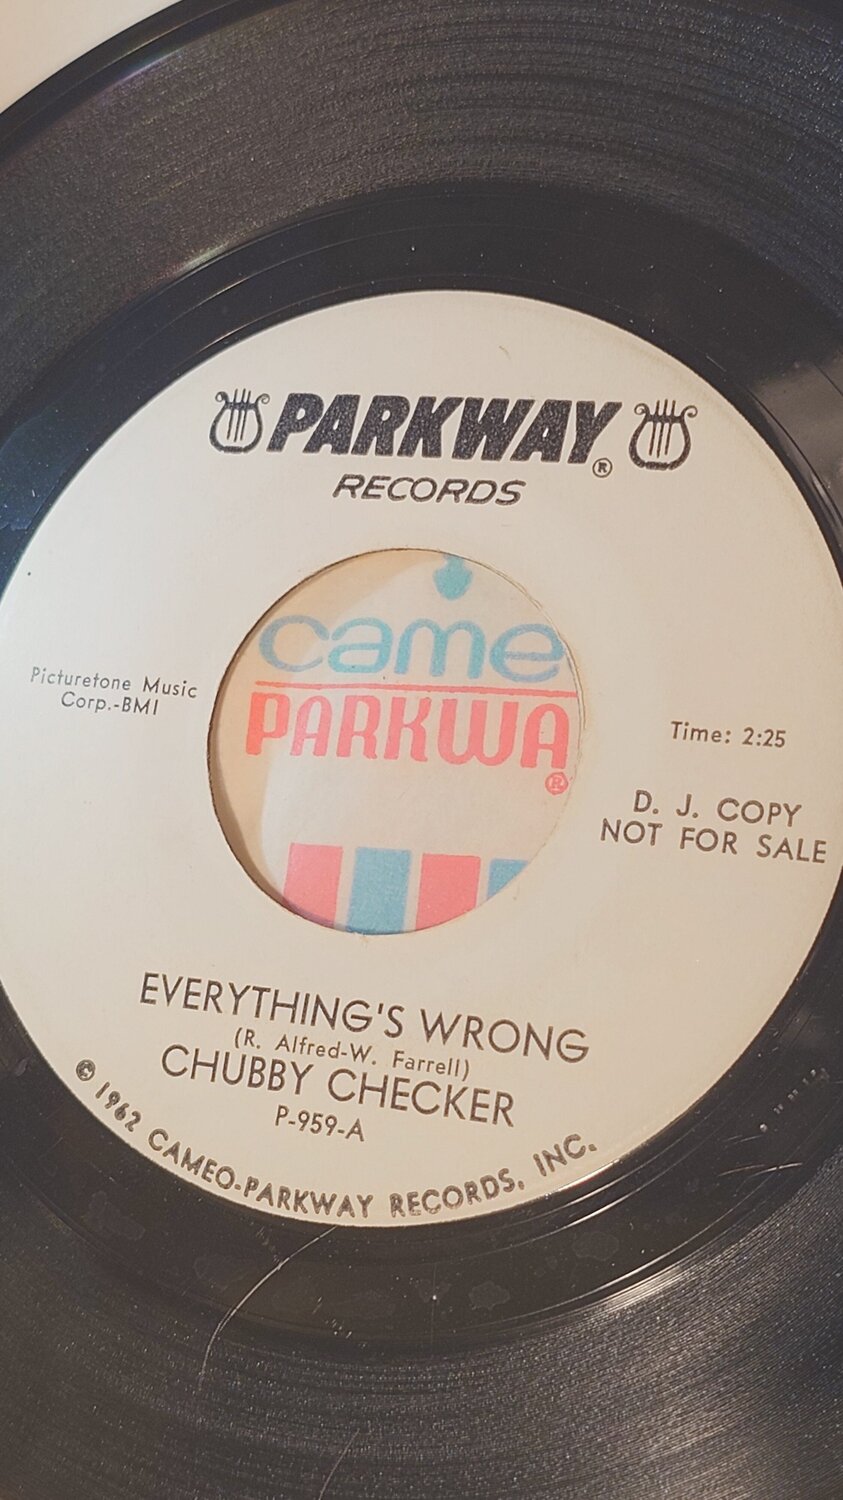 PARKWAY ®
RECORDS
came
PARKWA
®
Picturetone Music
Corp.-BMI
Time: 2:25
D. J. COPY
NOT FOR SALE
EVERYTHING'S WRONG
(R. Alfred-W. Farrell)
CHUBBY CHECKER
P-959-A
© 1962 CAMEO-PARKWAY RECORDS, INC.